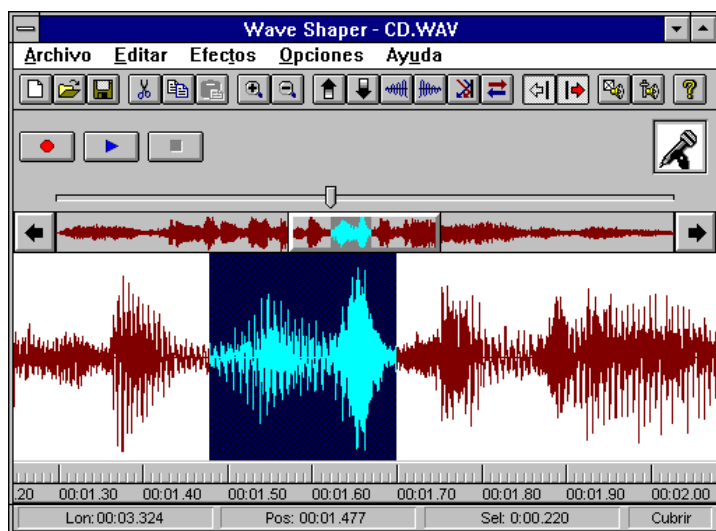 Wave Shaper - CD.WAV
Archivo Editar Efectos Opciones Ayuda
.20 00:01.30 00:01.40 00:01.50 00:01.60 00:01.70 00:01.80 00:01.90 00:02.00
Lon: 00:03.324 Pos: 00:01.477 Sel: 0:00.220 Cubrir